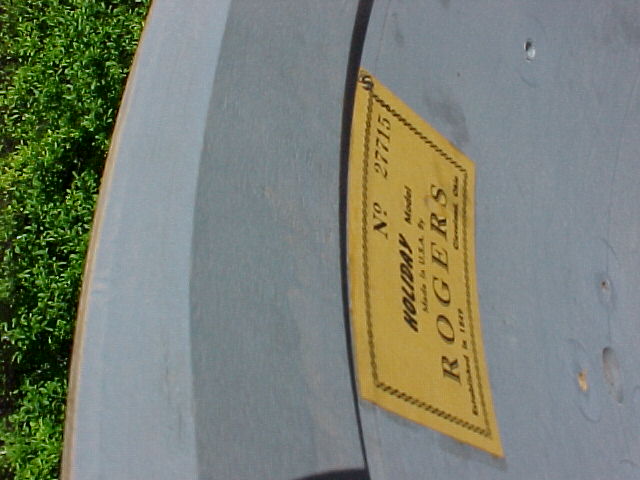 Nº 27715
HOLIDAY Model
Made in U.S.A. By
ROGERS
Established in 1849 Cleveland, Ohio